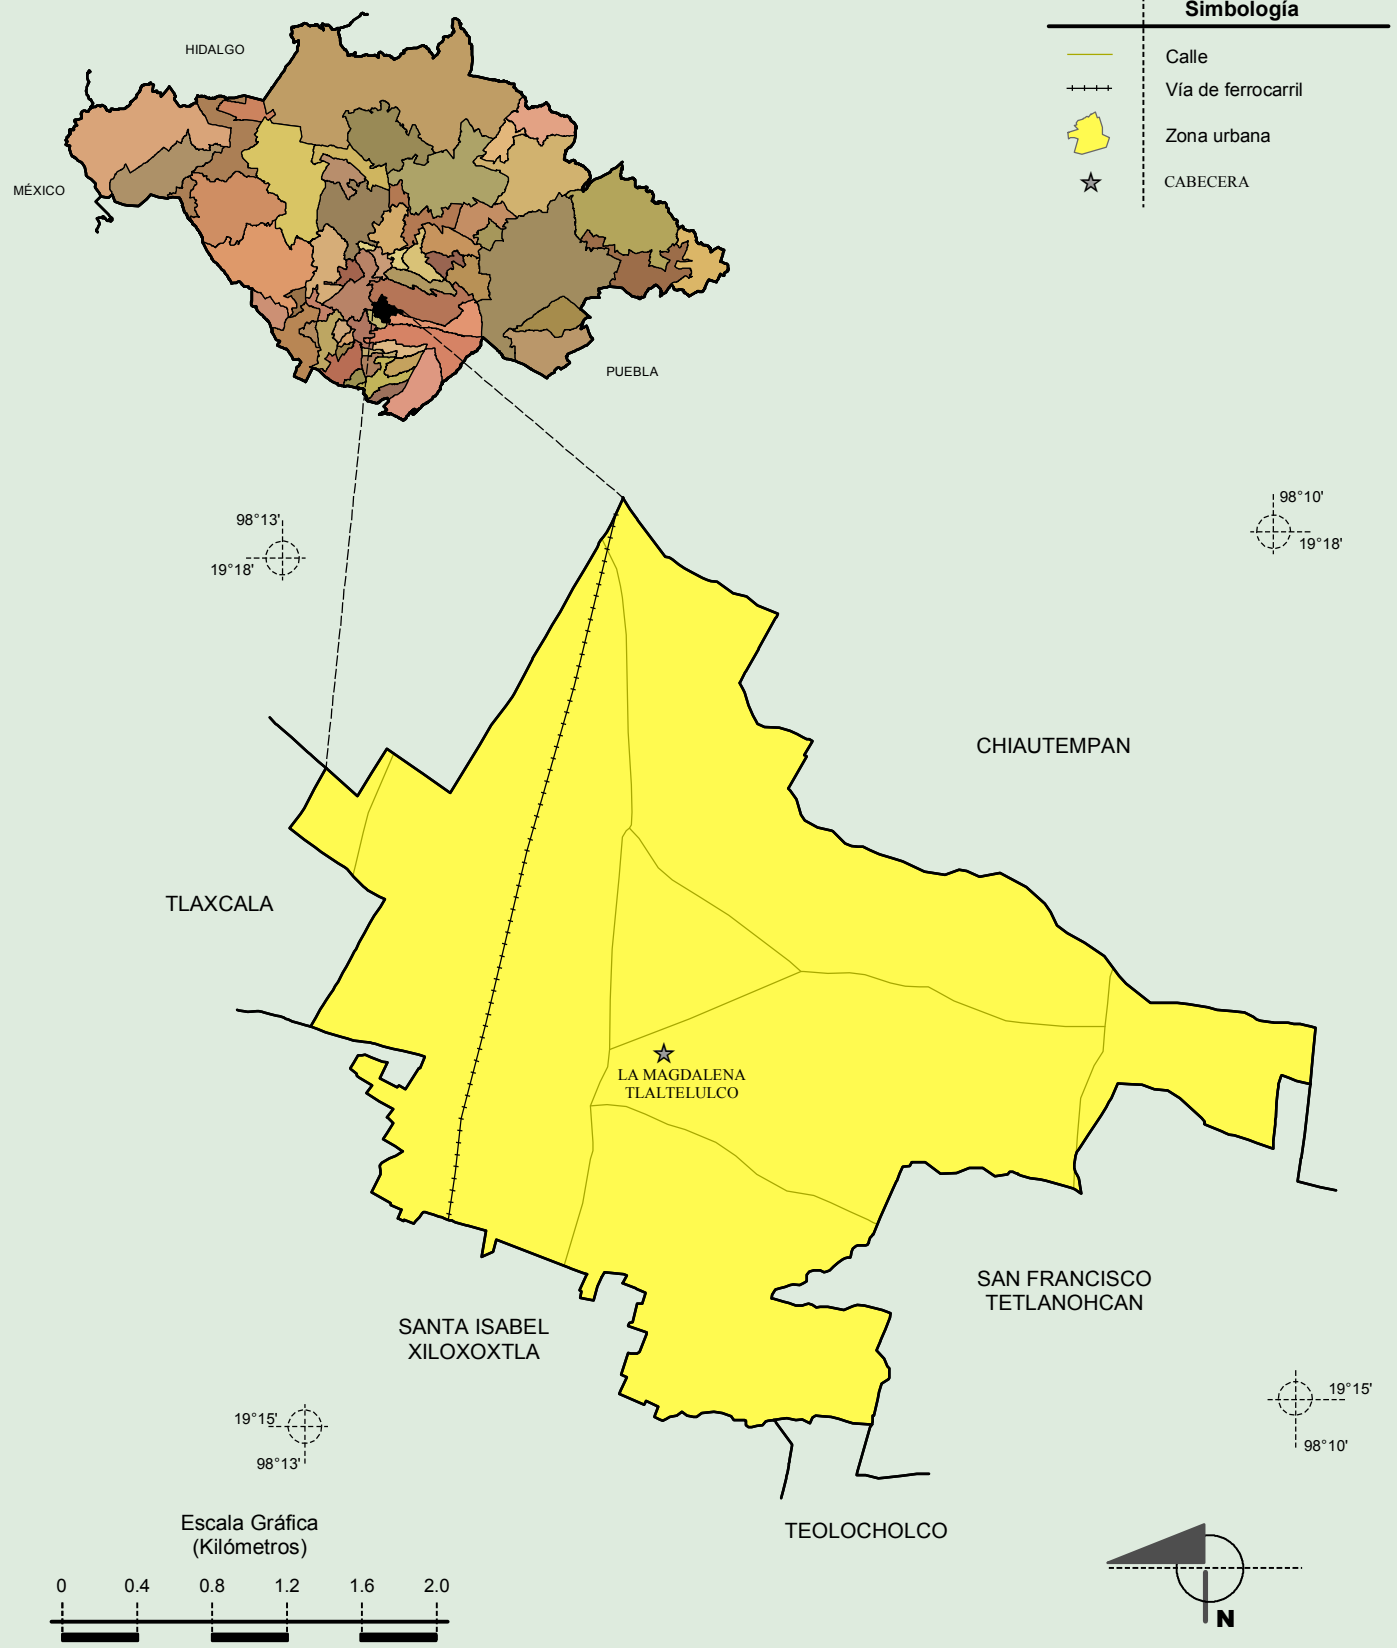 Simbología
HIDALGO
Calle
Vía de ferrocarril
Zona urbana
CABECERA
MÉXICO
PUEBLA
98°13'
19°18'
98°10'
19°18'
CHIAUTEMPAN
TLAXCALA
LA MAGDALENA
TLALTELULCO
SAN FRANCISCO
TETLANOHCAN
SANTA ISABEL
XILOXOXTLA
19°15'
98°13'
19°15'
98°10'
TEOLOCHOLCO
Escala Gráfica
(Kilómetros)
0 0.4 0.8 1.2 1.6 2.0
N